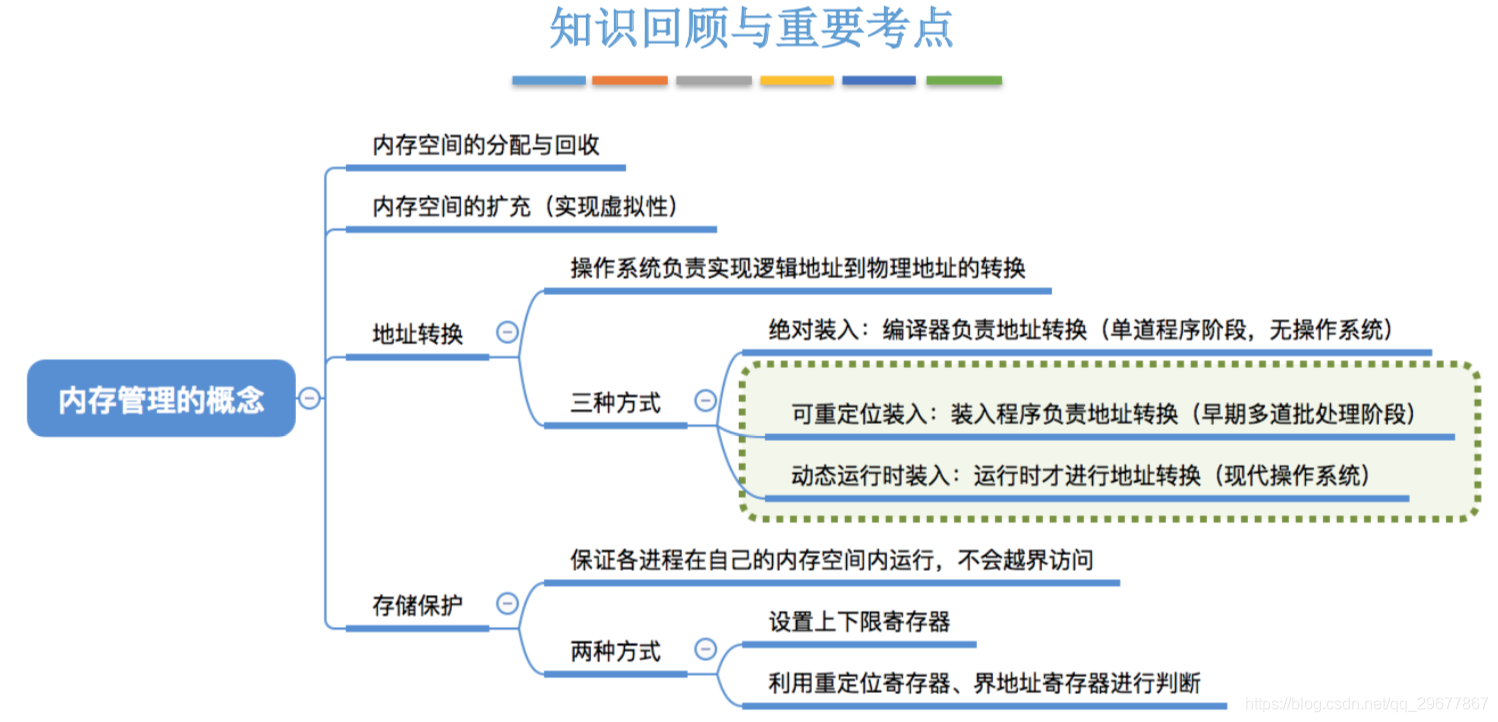 知识回顾与重要考点
内存空间的分配与回收
内存空间的扩充（实现虚拟性）
操作系统负责实现逻辑地址到物理地址的转换
地址转换
绝对装入：编译器负责地址转换（单道程序阶段，无操作系统）
三种方式
可重定位装入：装入程序负责地址转换（早期多道批处理阶段）
动态运行时装入：运行时才进行地址转换（现代操作系统）
内存管理的概念
保证各进程在自己的内存空间内运行，不会越界访问
存储保护
设置上下限寄存器
两种方式
利用重定位寄存器、界地址寄存器进行判断
https://blog.csdn.net/qq_29677867